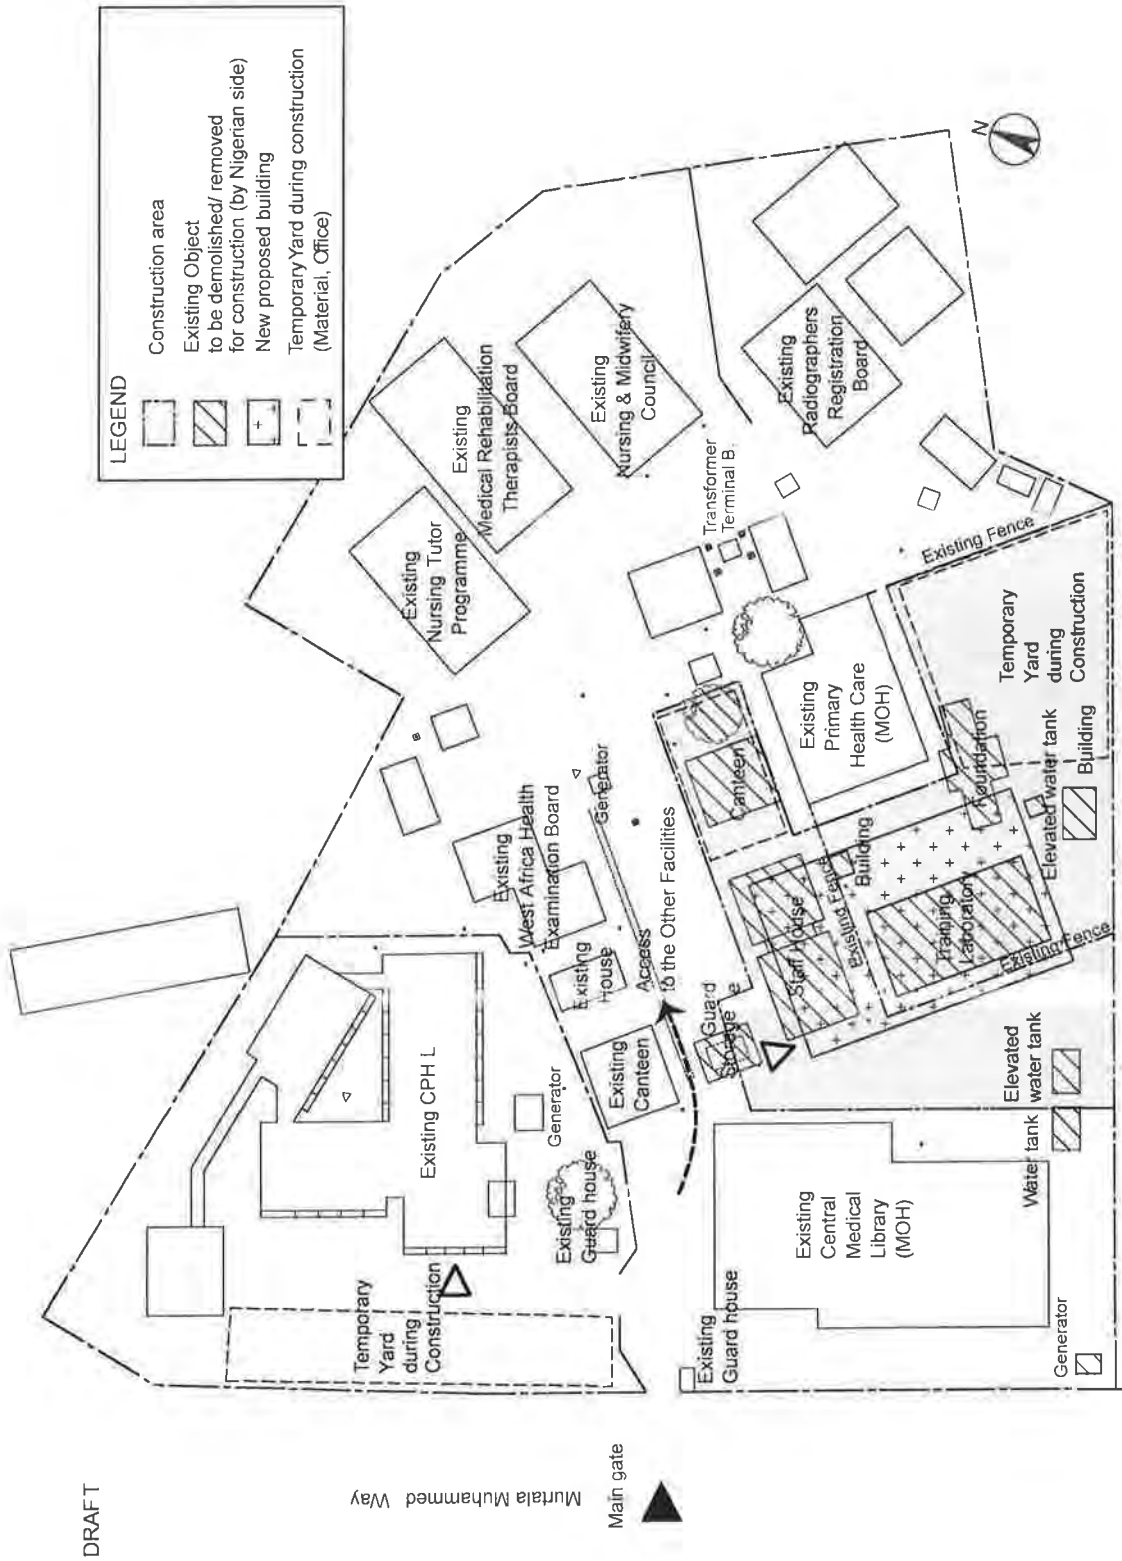 DRAFT
LEGEND
Construction area
Existing Object
to be demolished/ removed
for construction (by Nigerian side)
New proposed building
Temporary Yard during construction
(Material, Office)
N
Existing
Medical Rehabilitation
Therapists Board
Existing
Nursing Tutor
Programme
Existing
Nursing & Midwifery
Council
Existing
Radiographers
Registration
Board
Transformer
Terminal B.
Existing
West Africa Health
Examination Board
Generator
Existing
House
Access
to the Other Facilities
Existing
Canteen
Existing CPH L
Generator
Existing
Guard house
Temporary
Yard
during
Construction
Murtala Muhammed Way
Main gate
Existing
Guard house
Existing
Central
Medical
Library
(MOH)
Generator
Water tank
Elevated
water tank
Guard
Storage
Staff House
Existing Fence
Building
Training
Laboratory
Existing Fence
Canteen
Existing
Primary
Health Care
(MOH)
Foundation
Elevated water tank
Building
Temporary
Yard
during
Construction
Existing Fence